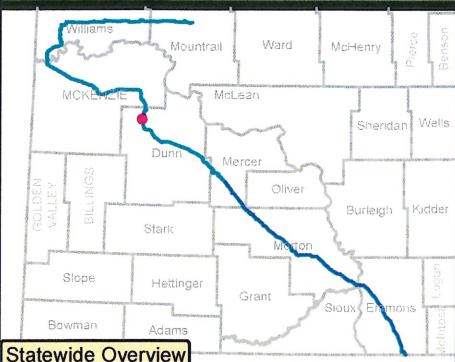 Williams
Mountrail
Ward
McHenry
Pierce
Benson
MCKENZIE
McLean
Sheridan
Wells
Dunn
Mercer
Oliver
GOLDEN VALLEY
BILLINGS
Burleigh
Kidder
Stark
Morton
Slope
Hettinger
Grant
Sioux
Emmons
Logan
McIntosh
Bowman
Adams
Statewide Overview